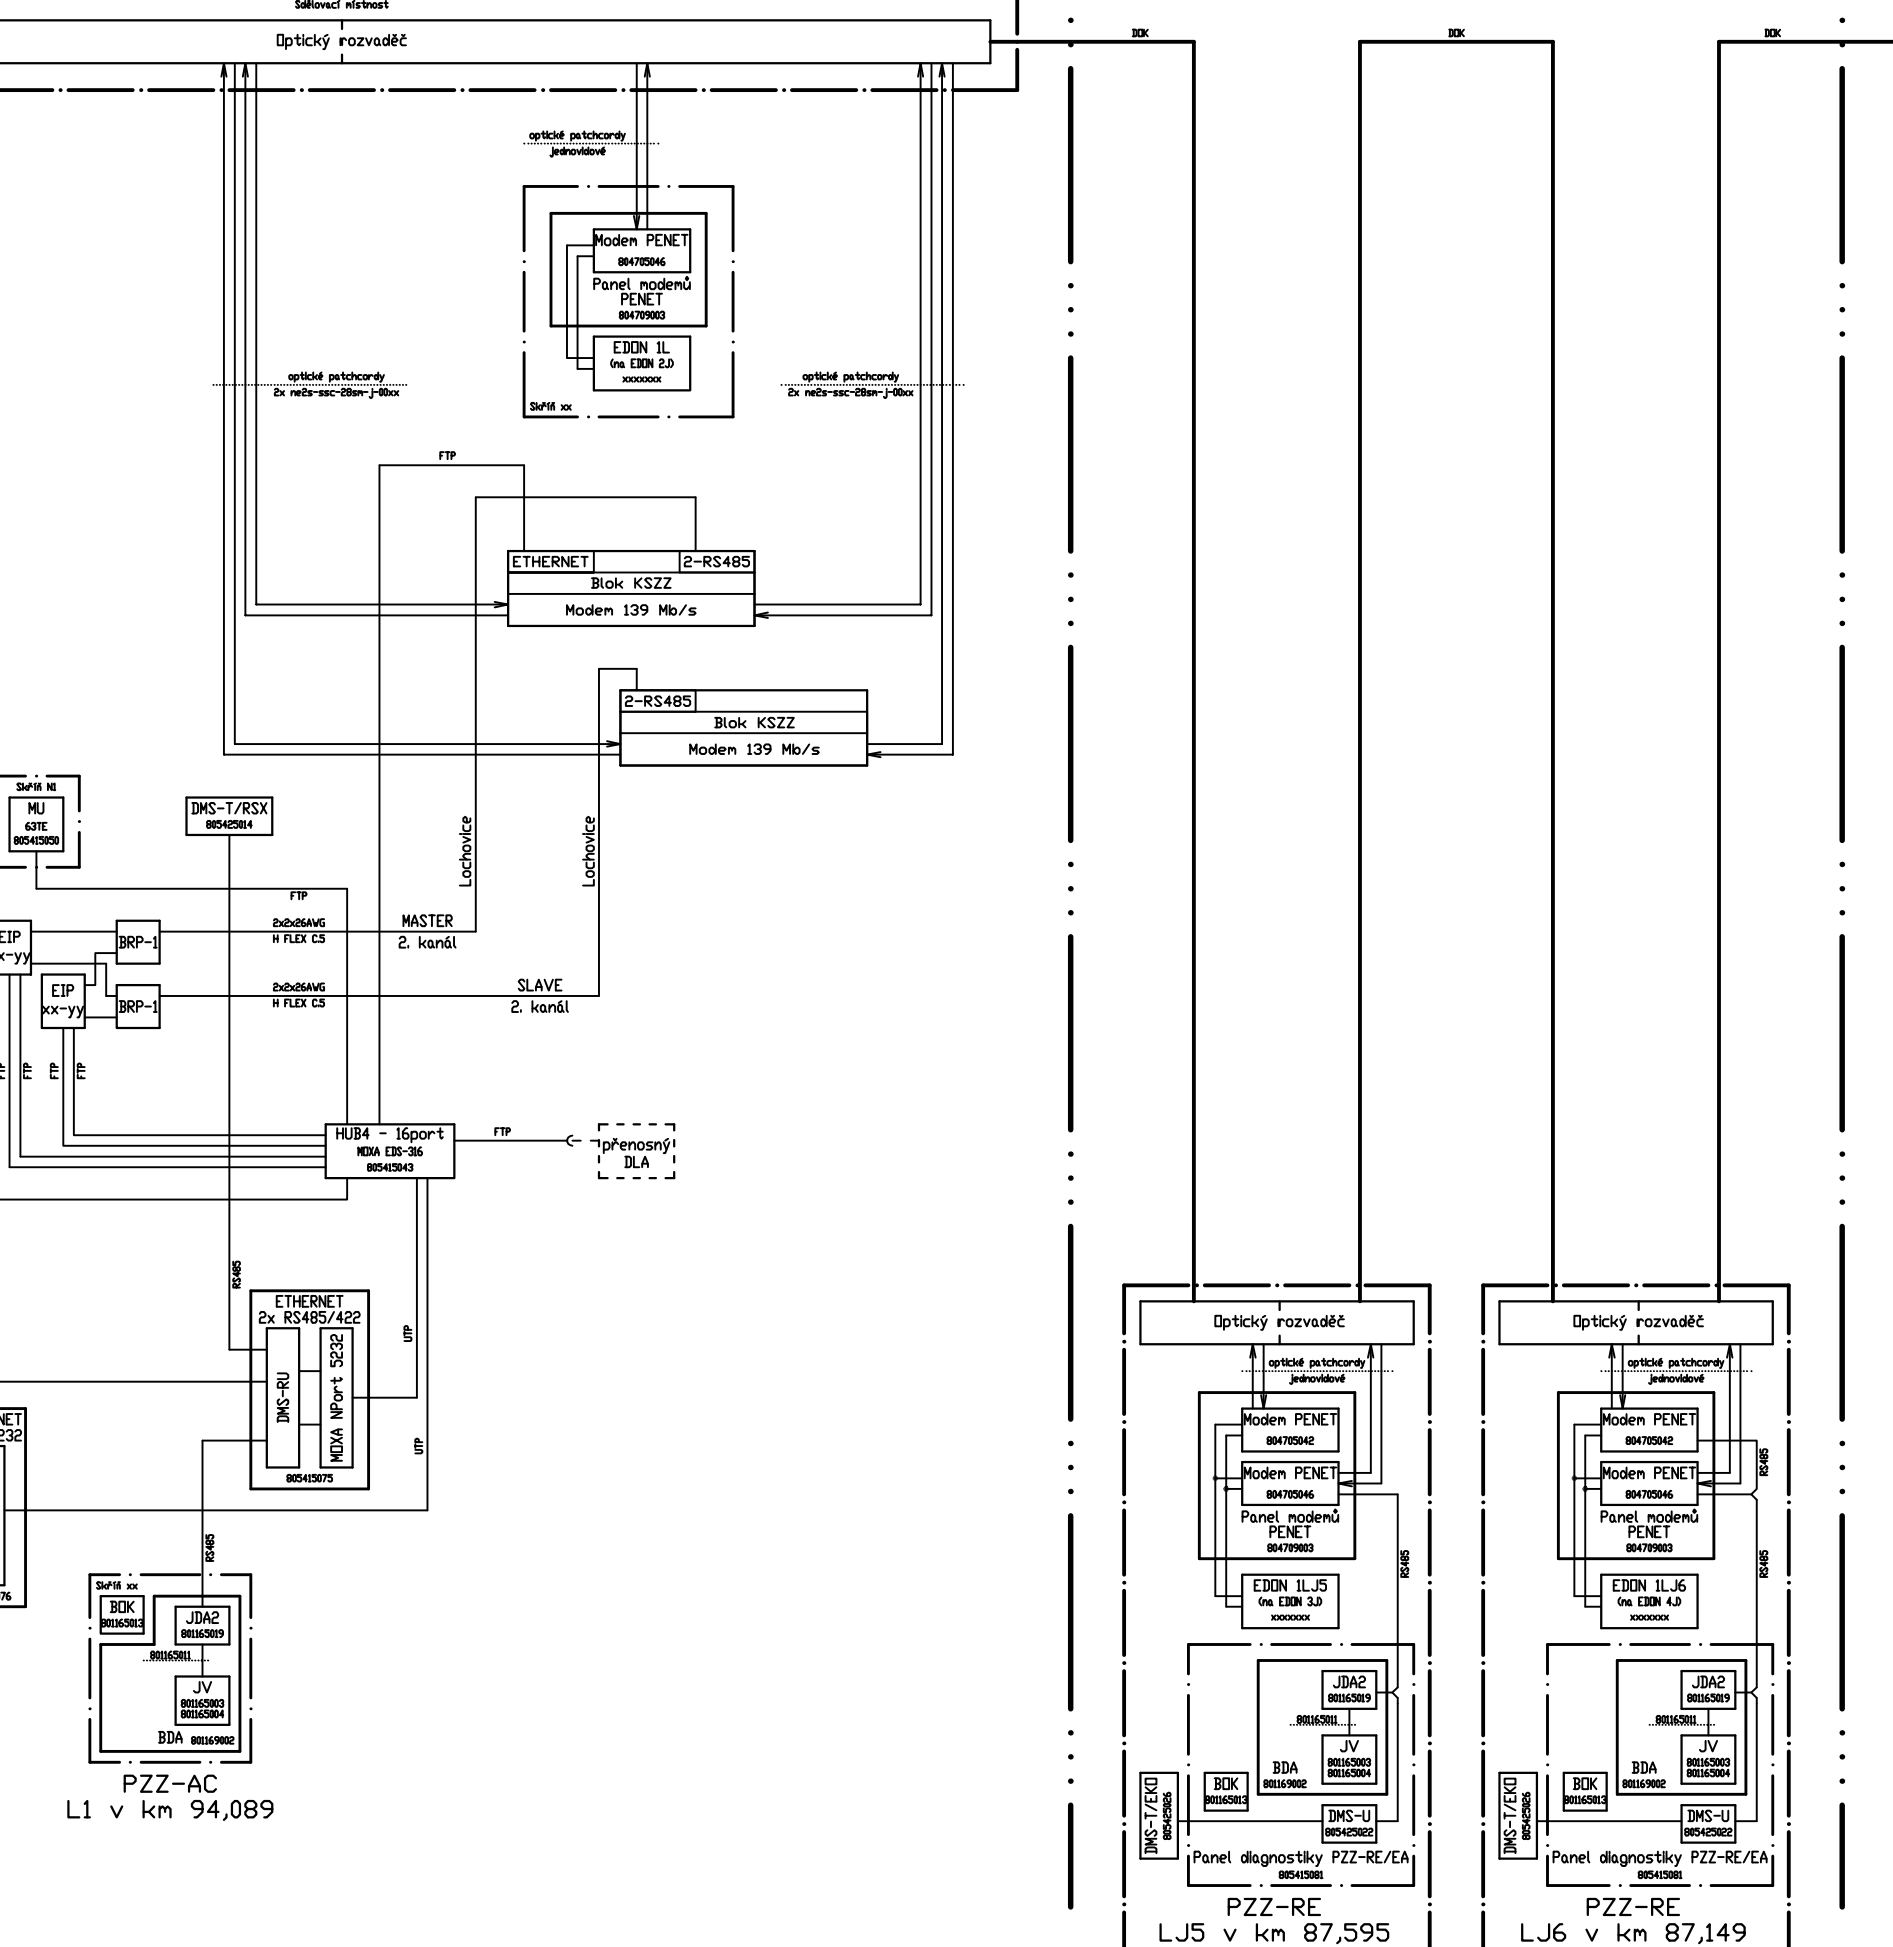 Sdělovací místnost
Optický rozvaděč
DOK
DOK
DOK
optické patchcordy
jednovidové
Modem PENET
804705046
Panel modemů
PENET
804709003
EDON 1L
(na EDON 2J)
xxxxxxx
Skříň xx
optické patchcordy
2x ne2s-ssc-28sm-j-00xx
optické patchcordy
2x ne2s-ssc-28sm-j-00xx
FTP
ETHERNET
2-RS485
Blok KSZZ
Modem 139 Mb/s
2-RS485
Blok KSZZ
Modem 139 Mb/s
Skříň N1
MU
63TE
805415050
DMS-T/RSX
805425014
Lochovice
Lochovice
FTP
EIP
x-yy
BRP-1
2x2x26AWG
H FLEX C.5
MASTER
2. kanál
EIP
xx-yy
BRP-1
2x2x26AWG
H FLEX C.5
SLAVE
2. kanál
FTP
FTP
FTP
FTP
HUB4 - 16port
MOXA EDS-316
805415043
FTP
přenosný
DLA
RS485
ETHERNET
2x RS485/422
DMS-RU
MOXA NPort 5232
805415075
UTP
UTP
NET
232
76
RS485
Skříň xx
BOK
801165013
JDA2
801165019
801165011
JV
801165003
801165004
BDA 801169002
PZZ-AC
L1 v km 94,089
Optický rozvaděč
optické patchcordy
jednovidové
Modem PENET
804705042
Modem PENET
804705046
Panel modemů
PENET
804709003
RS485
EDON 1LJ5
(na EDON 3J)
xxxxxxx
JDA2
801165019
801165011
JV
801165003
801165004
BDA
801169002
BOK
801165013
DMS-T/EKO
805425026
DMS-U
805425022
Panel diagnostiky PZZ-RE/EA
805415081
PZZ-RE
LJ5 v km 87,595
Optický rozvaděč
optické patchcordy
jednovidové
Modem PENET
804705042
RS485
Modem PENET
804705046
Panel modemů
PENET
804709003
RS485
EDON 1LJ6
(na EDON 4J)
xxxxxxx
JDA2
801165019
801165011
JV
801165003
801165004
BDA
801169002
BOK
801165013
DMS-T/EKO
805425026
DMS-U
805425022
Panel diagnostiky PZZ-RE/EA
805415081
PZZ-RE
LJ6 v km 87,149